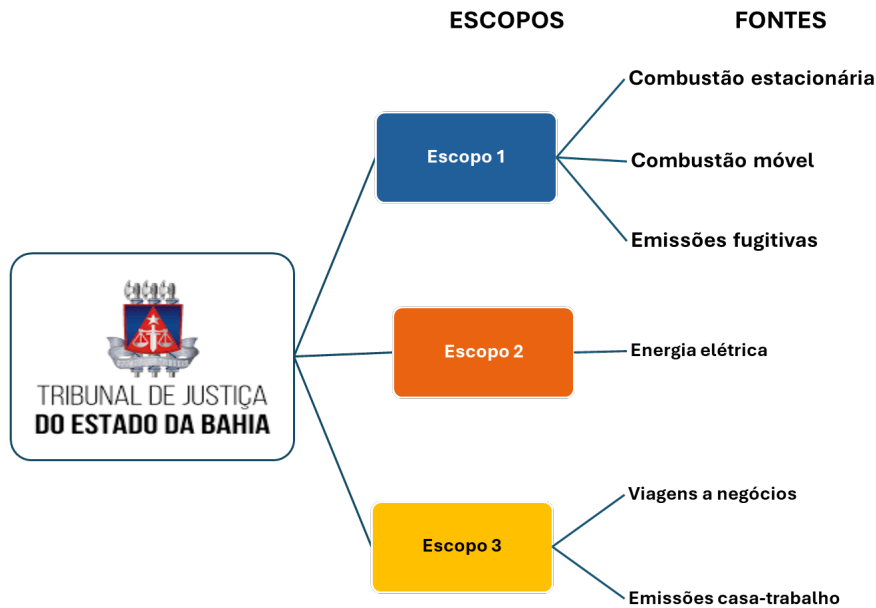 ESCOPOS
FONTES
Combustão estacionária
Escopo 1
Combustão móvel
Emissões fugitivas
TRIBUNAL DE JUSTIÇA
DO ESTADO DA BAHIA
Escopo 2
Energia elétrica
Viagens a negócios
Escopo 3
Emissões casa-trabalho